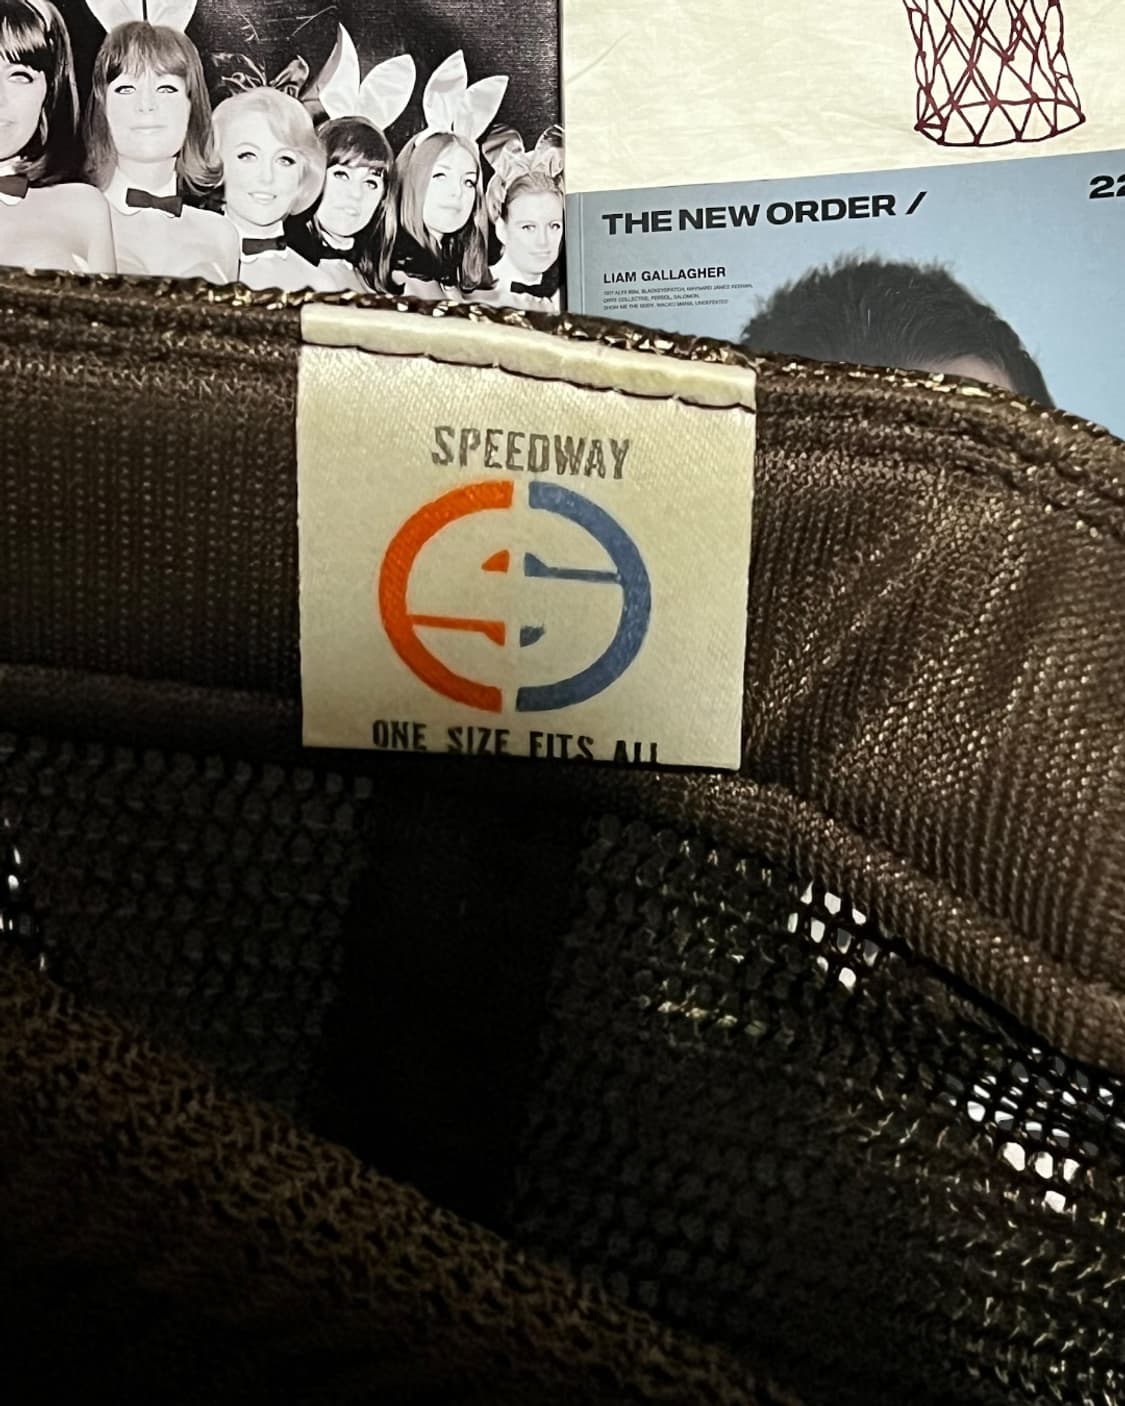 THE NEW ORDER /
22
LIAM GALLAGHER
SPEEDWAY
ONE SIZE FITS ALL